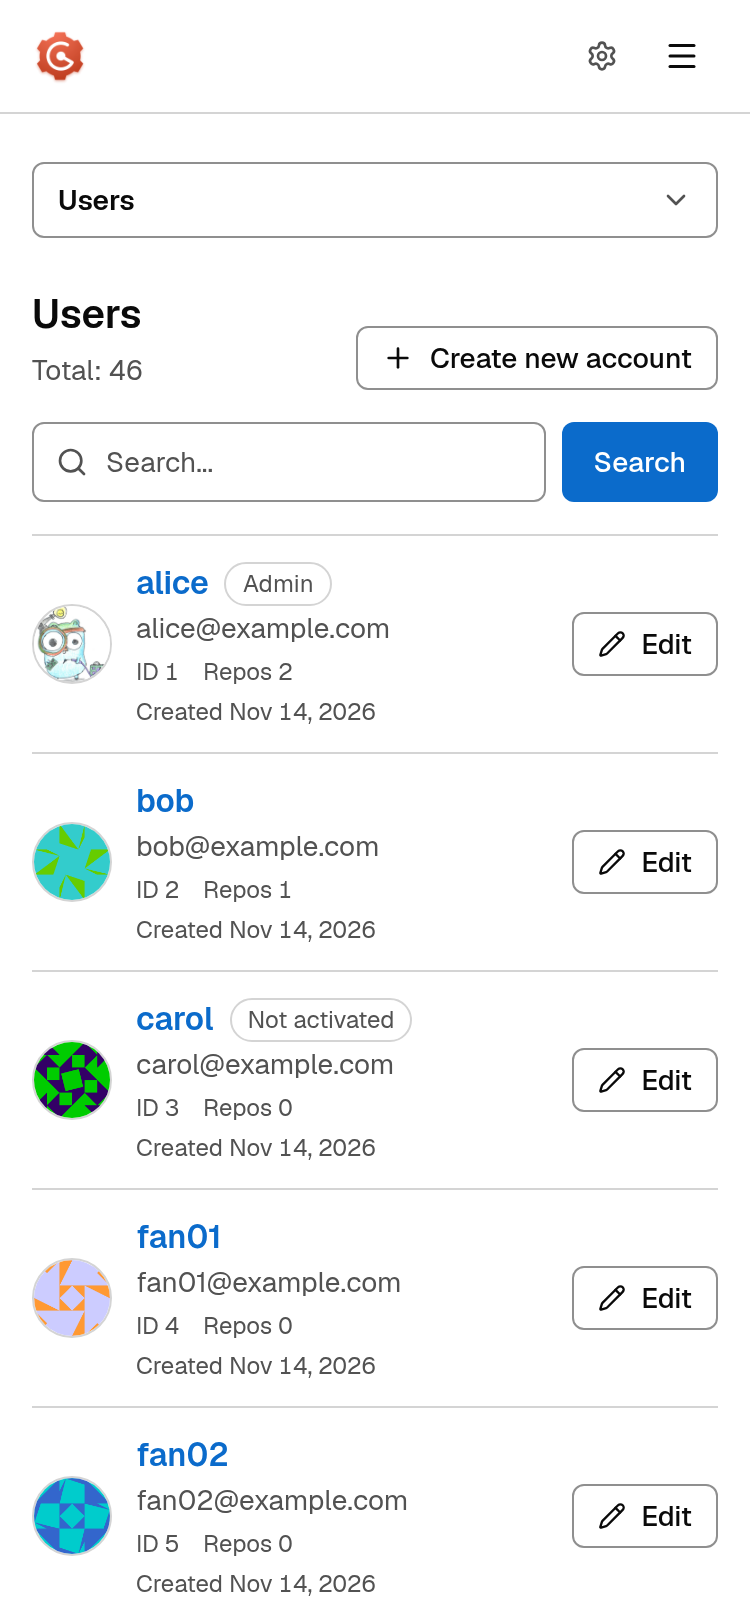 Users
Users
Total: 46
Create new account
Search...
Search
alice Admin
alice@example.com
ID 1 Repos 2
Created Nov 14, 2026
Edit
bob
bob@example.com
ID 2 Repos 1
Created Nov 14, 2026
Edit
carol Not activated
carol@example.com
ID 3 Repos 0
Created Nov 14, 2026
Edit
fan01
fan01@example.com
ID 4 Repos 0
Created Nov 14, 2026
Edit
fan02
fan02@example.com
ID 5 Repos 0
Created Nov 14, 2026
Edit